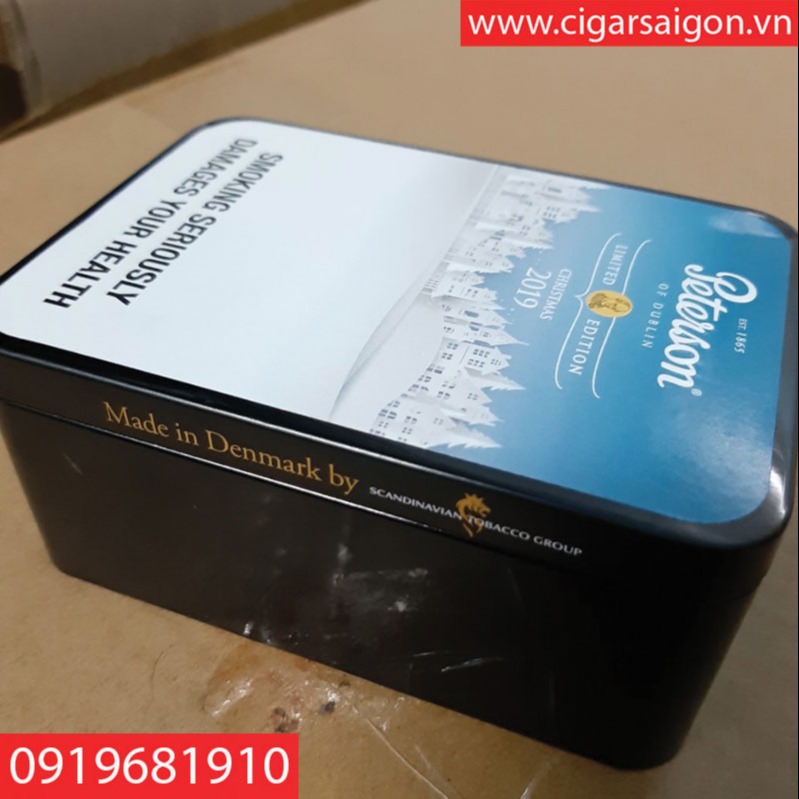 www.cigarsaigon.vn
Peterson
EST. 1865
OF DUBLIN
LIMITED EDITION
CHRISTMAS
2019
SMOKING SERIOUSLY
DAMAGES YOUR HEALTH
Made in Denmark by
SCANDINAVIAN TOBACCO GROUP
0919681910